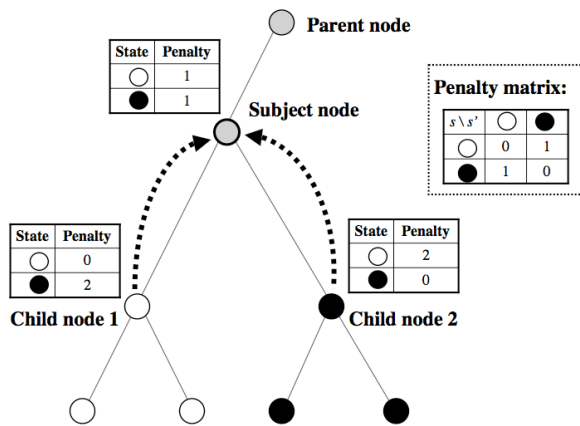 Parent node
State Penalty
1
1
Subject node
Penalty matrix:
s \ s'
0 1
1 0
State Penalty
0
2
State Penalty
2
0
Child node 1
Child node 2